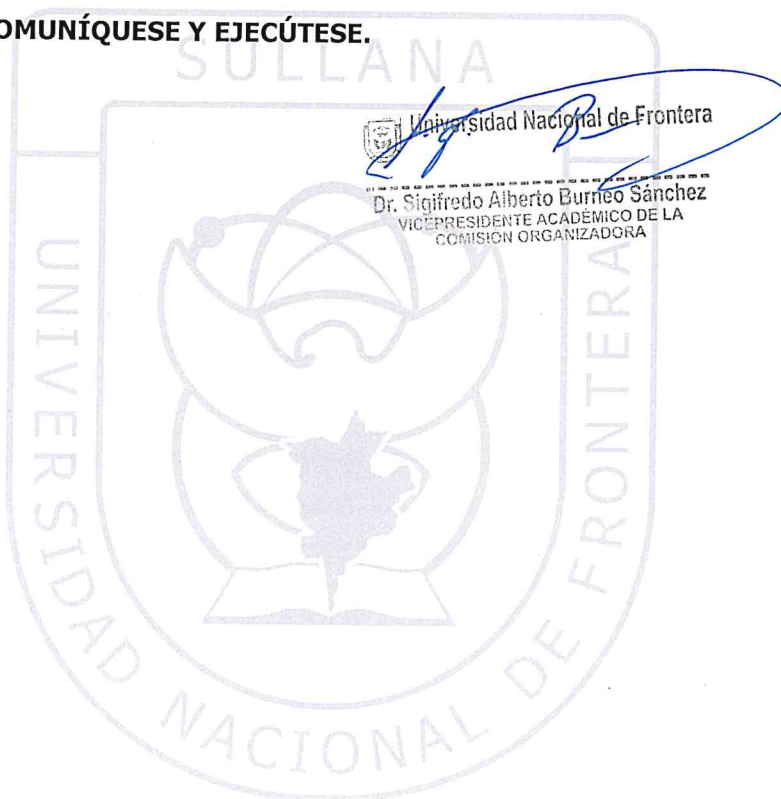 OMUNÍQUESE Y EJECÚTESE.
SULLANA
Universidad Nacional de Frontera
Dr. Sigifredo Alberto Burneo Sánchez
VICEPRESIDENTE ACADÉMICO DE LA
COMISION ORGANIZADORA
UNIVERSIDAD NACIONAL DE FRONTERA